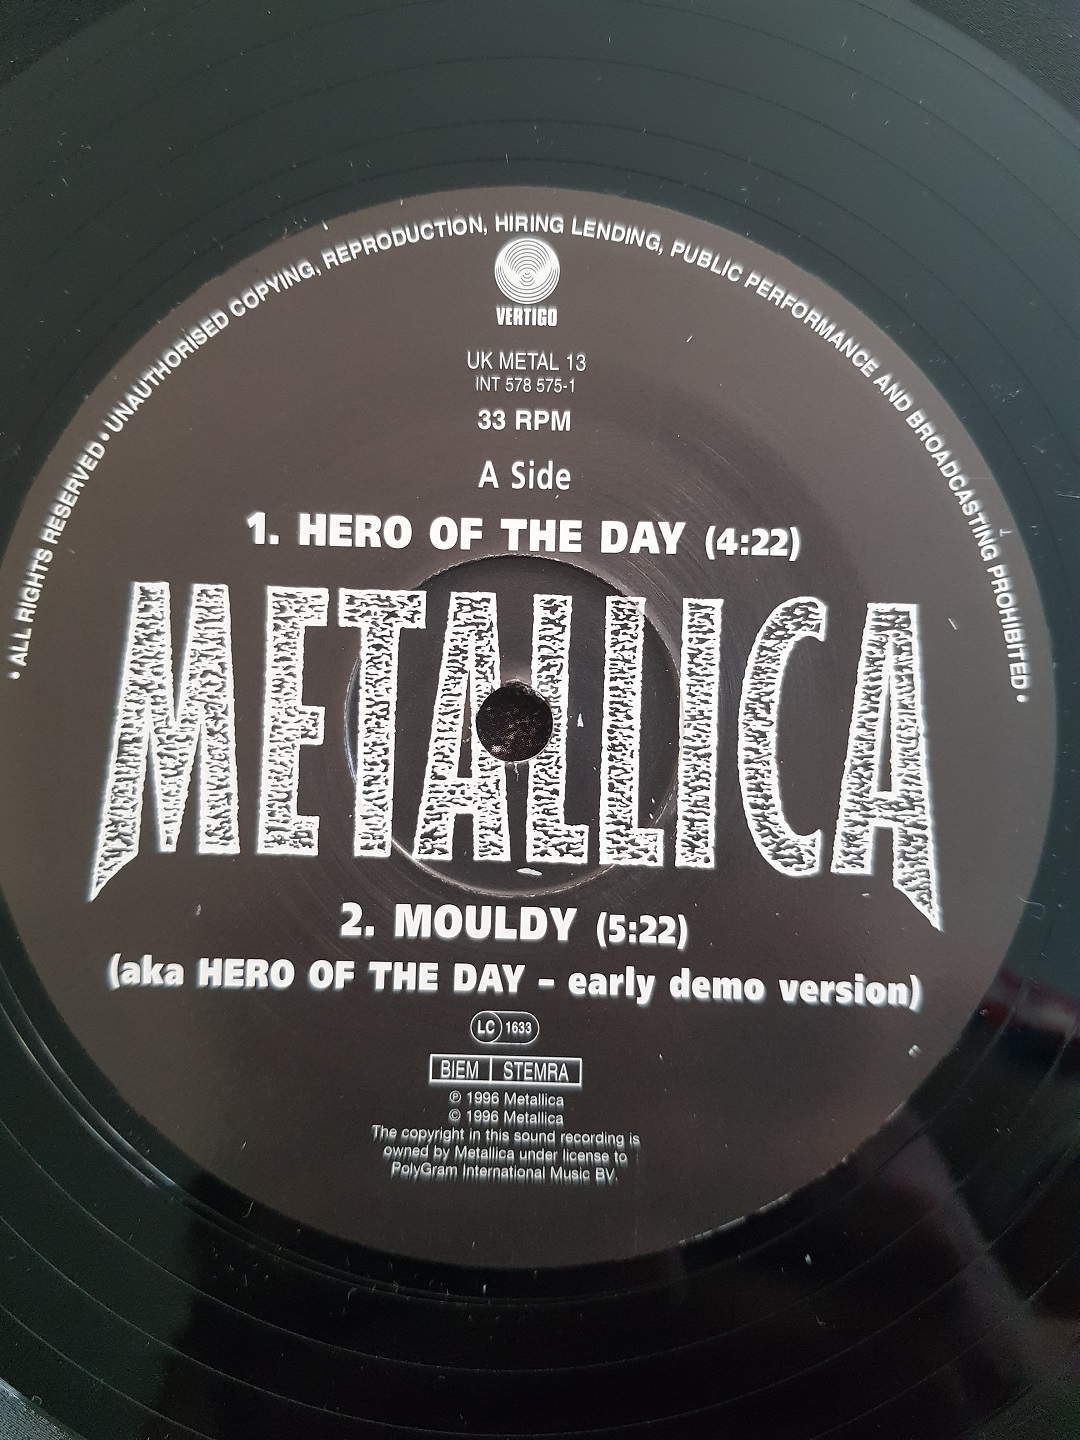 • ALL RIGHTS RESERVED • UNAUTHORISED COPYING, REPRODUCTION, HIRING LENDING, PUBLIC PERFORMANCE AND BROADCASTING PROHIBITED •
VERTIGO
UK METAL 13
INT 578 575-1
33 RPM
A Side
1. HERO OF THE DAY (4:22)
METALLICA
2. MOULDY (5:22)
(aka HERO OF THE DAY – early demo version)
LC 1633
BIEM | STEMRA
℗ 1996 Metallica
© 1996 Metallica
The copyright in this sound recording is
owned by Metallica under license to
PolyGram International Music BV.